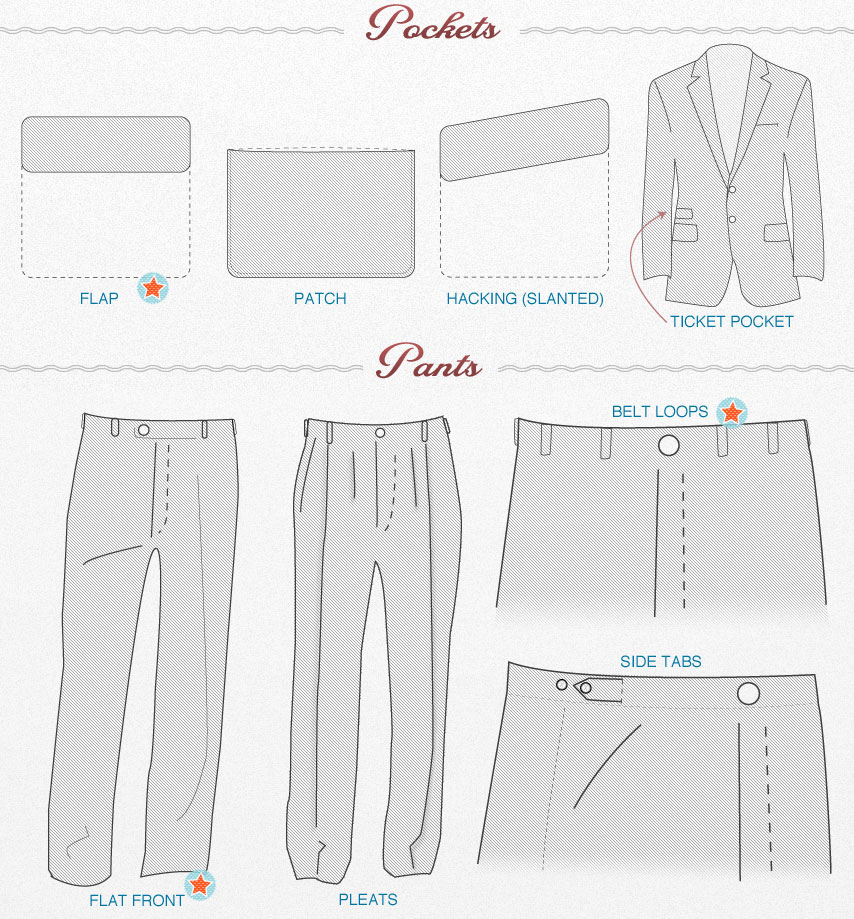 Pockets
FLAP
PATCH
HACKING (SLANTED)
TICKET POCKET
Pants
BELT LOOPS
SIDE TABS
FLAT FRONT
PLEATS